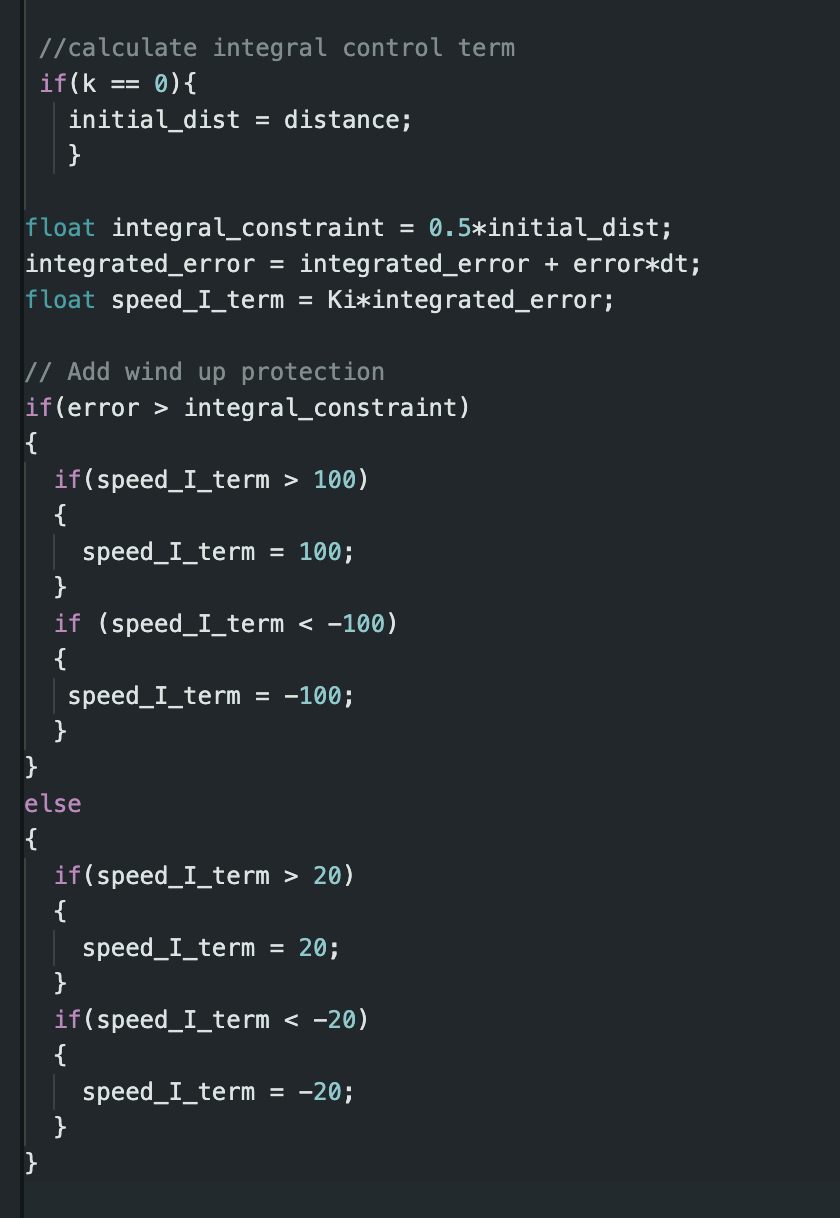 //calculate integral control term
if(k == 0){
initial_dist = distance;
}
float integral_constraint = 0.5*initial_dist;
integrated_error = integrated_error + error*dt;
float speed_I_term = Ki*integrated_error;
// Add wind up protection
if(error > integral_constraint)
{
if(speed_I_term > 100)
{
speed_I_term = 100;
}
if (speed_I_term < -100)
{
speed_I_term = -100;
}
}
else
{
if(speed_I_term > 20)
{
speed_I_term = 20;
}
if(speed_I_term < -20)
{
speed_I_term = -20;
}
}